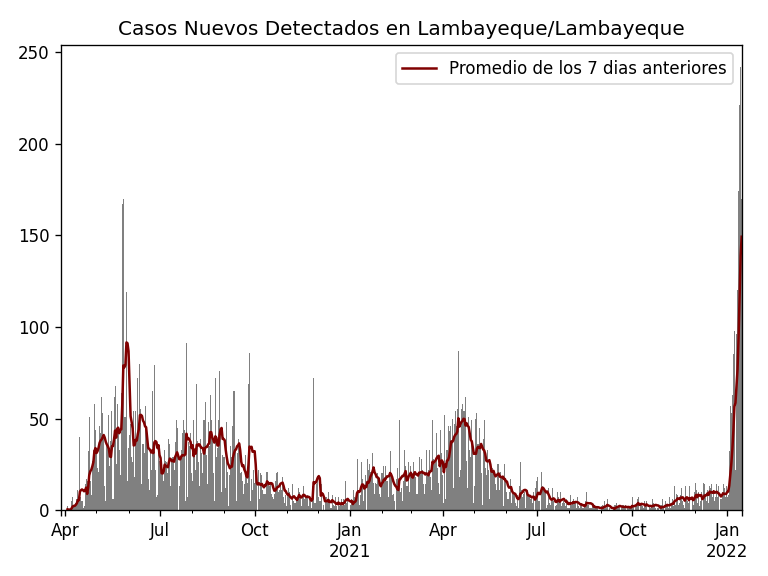 Casos Nuevos Detectados en Lambayeque/Lambayeque
Promedio de los 7 dias anteriores
250
200
150
100
50
0
Apr Jul Oct Jan Apr Jul Oct Jan
2021 2022